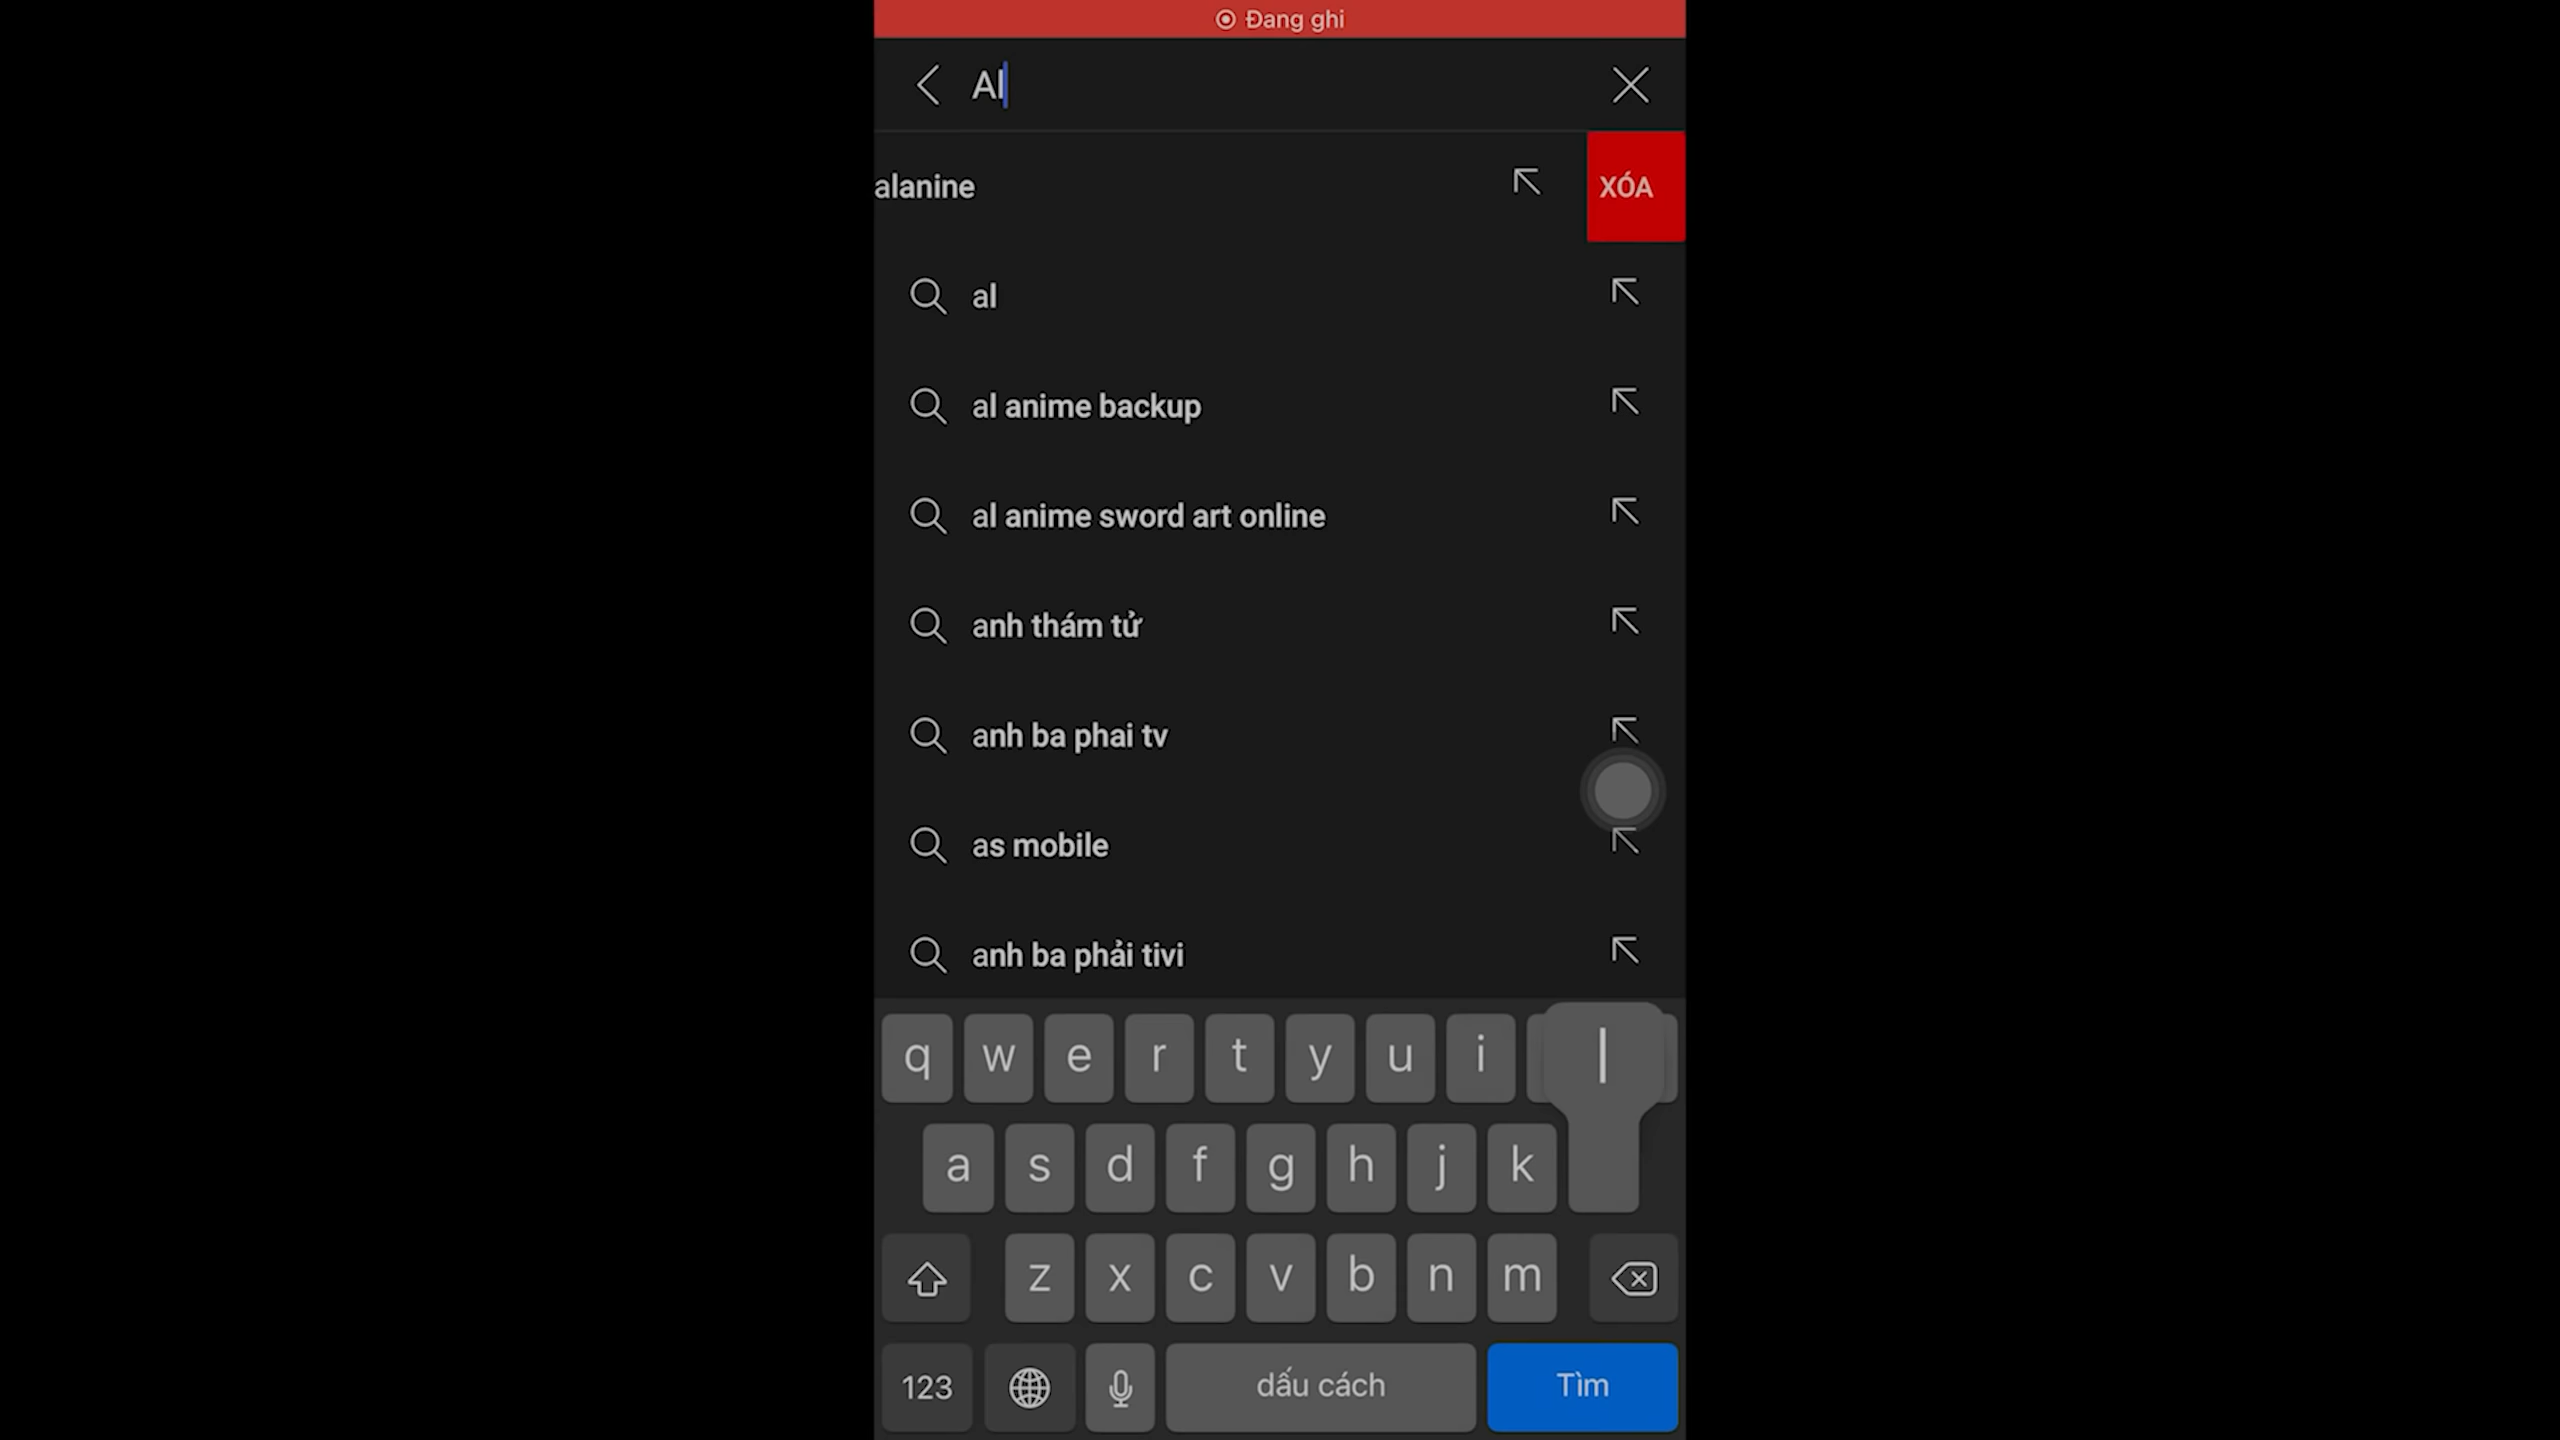 Đang ghi
Al
alanine
XÓA
al
al anime backup
al anime sword art online
anh thám tử
anh ba phai tv
as mobile
anh ba phải tivi
q w e r t y u i l
a s d f g h j k
z x c v b n m
123 dấu cách Tìm